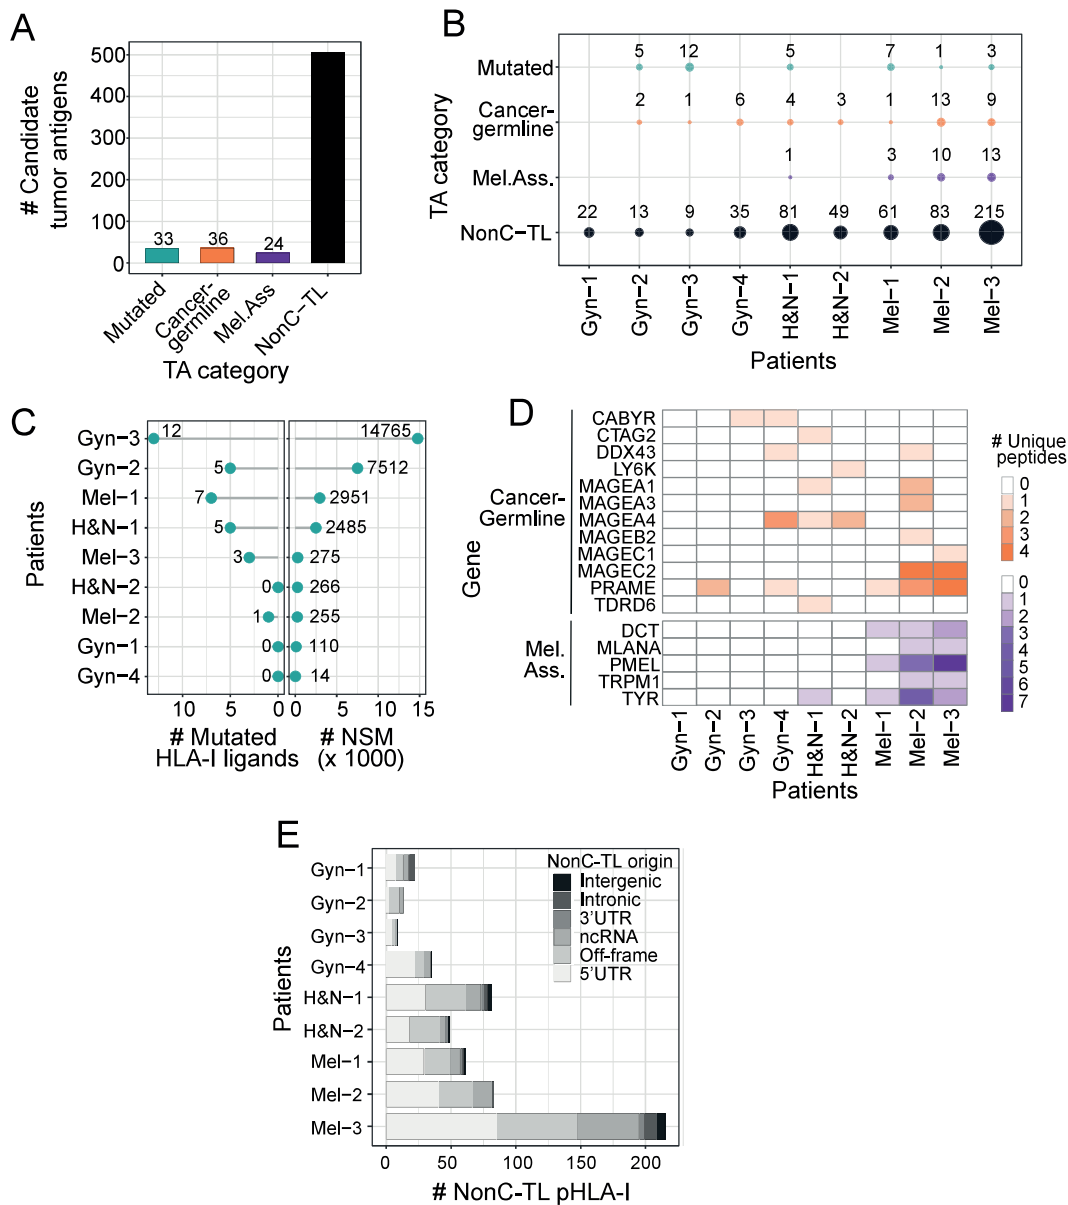 A
500
400
300
200
100
0
# Candidate
tumor antigens
33
36
24
Mutated
Cancer-
germline
Mel.Ass
NonC-TL
TA category
B
TA category
Mutated
5 12 5 7 1 3
Cancer-
germline
2 1 6 4 3 1 13 9
Mel.Ass.
1 3 10 13
NonC-TL
22 13 9 35 81 49 61 83 215
Gyn-1
Gyn-2
Gyn-3
Gyn-4
H&N-1
H&N-2
Mel-1
Mel-2
Mel-3
Patients
C
Patients
Gyn-3 12 14765
Gyn-2 5 7512
Mel-1 7 2951
H&N-1 5 2485
Mel-3 3 275
H&N-2 0 266
Mel-2 1 255
Gyn-1 0 110
Gyn-4 0 14
10 5 0 0 5 10 15
# Mutated
HLA-I ligands
# NSM
(x 1000)
D
Gene
Cancer-
Germline
CABYR
CTAG2
DDX43
LY6K
MAGEA1
MAGEA3
MAGEA4
MAGEB2
MAGEC1
MAGEC2
PRAME
TDRD6
Mel.
Ass.
DCT
MLANA
PMEL
TRPM1
TYR
Gyn-1
Gyn-2
Gyn-3
Gyn-4
H&N-1
H&N-2
Mel-1
Mel-2
Mel-3
Patients
# Unique
peptides
0
1
2
3
4
0
1
2
3
4
5
6
7
E
Patients
Gyn-1
Gyn-2
Gyn-3
Gyn-4
H&N-1
H&N-2
Mel-1
Mel-2
Mel-3
NonC-TL origin
Intergenic
Intronic
3'UTR
ncRNA
Off-frame
5'UTR
0 50 100 150 200
# NonC-TL pHLA-I